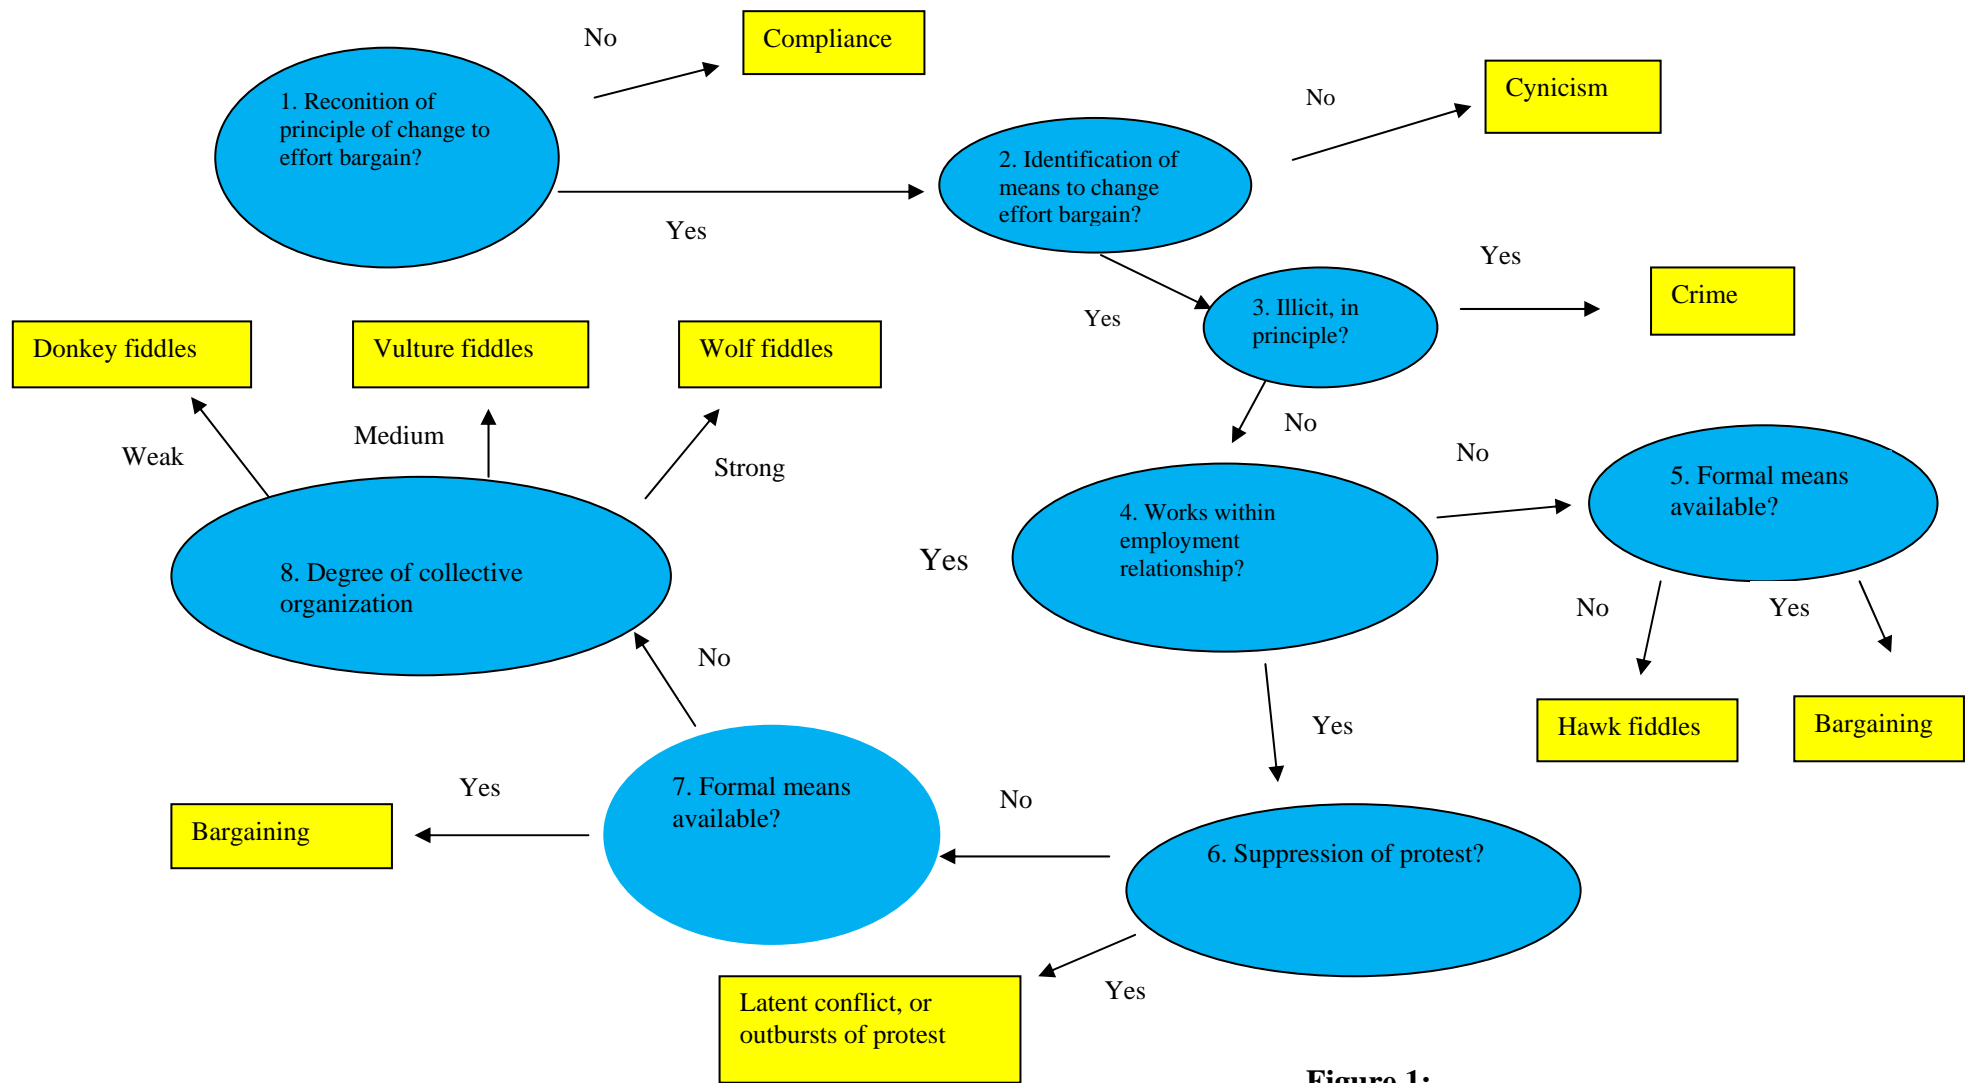 No
Compliance
1. Reconition of
principle of change to
effort bargain?
Yes
No
Cynicism
2. Identification of
means to change
effort bargain?
Yes
3. Illicit, in
principle?
Yes
Crime
No
4. Works within
employment
relationship?
Yes
No
5. Formal means
available?
No
Yes
Hawk fiddles
Bargaining
Yes
6. Suppression of protest?
No
Yes
Latent conflict, or
outbursts of protest
7. Formal means
available?
Yes
Bargaining
No
8. Degree of collective
organization
Weak
Medium
Strong
Donkey fiddles
Vulture fiddles
Wolf fiddles
Figure 1: